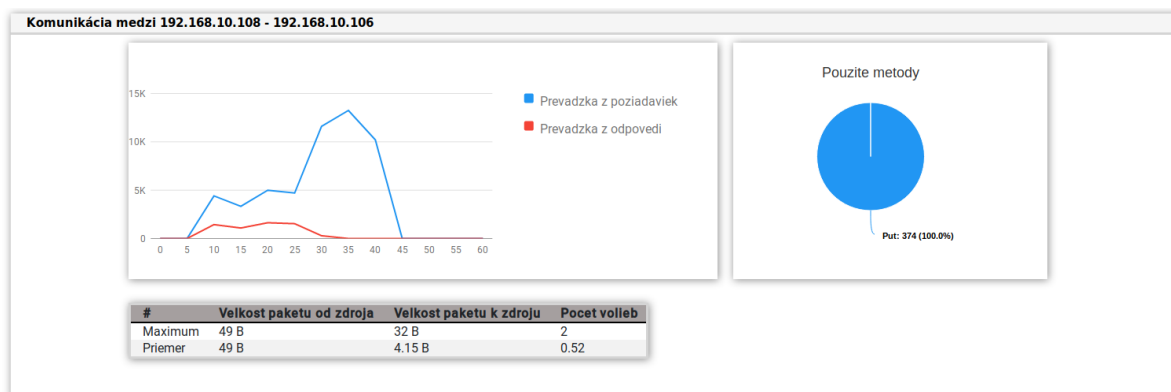 Komunikácia medzi 192.168.10.108 - 192.168.10.106
15K
10K
5K
0
0 5 10 15 20 25 30 35 40 45 50 55 60
Prevadzka z poziadaviek
Prevadzka z odpovedi
Pouzite metody
Put: 374 (100.0%)
# Velkost paketu od zdroja Velkost paketu k zdroju Pocet volieb
Maximum 49 B 32 B 2
Priemer 49 B 4.15 B 0.52